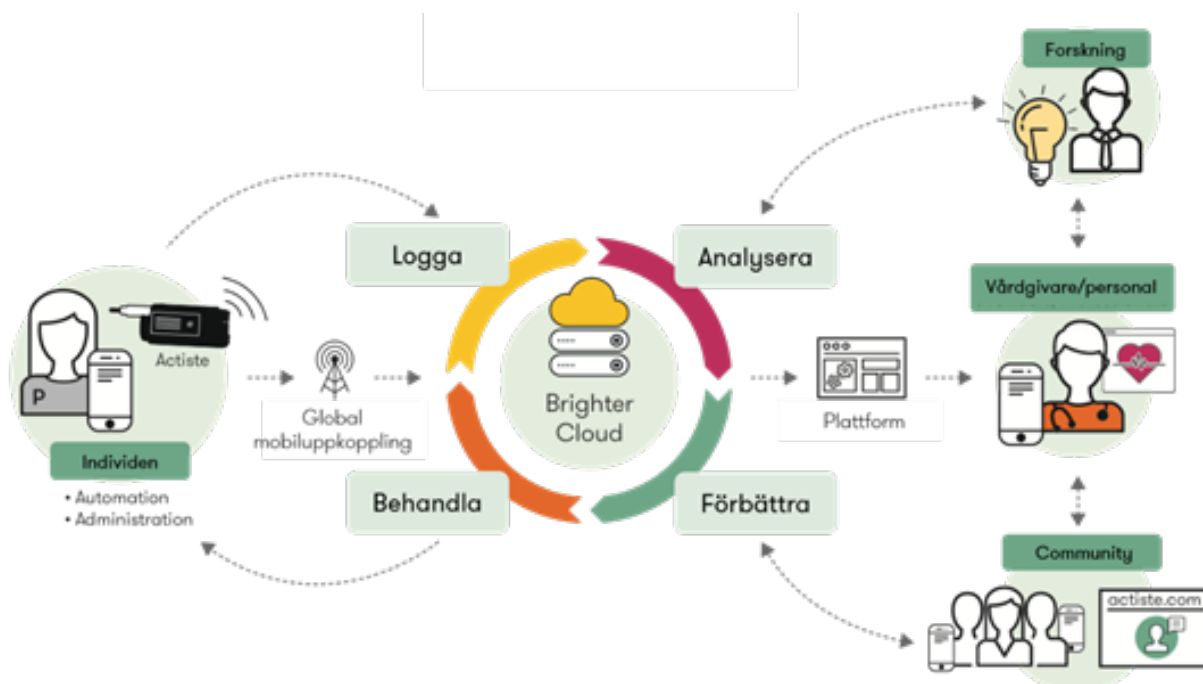 Forskning
Logga
Analysera
Vårdgivare/personal
Actiste
P
Brighter
Cloud
Global
mobiluppkoppling
Plattform
Individen
• Automation
• Administration
Behandla
Förbättra
Community
actiste.com